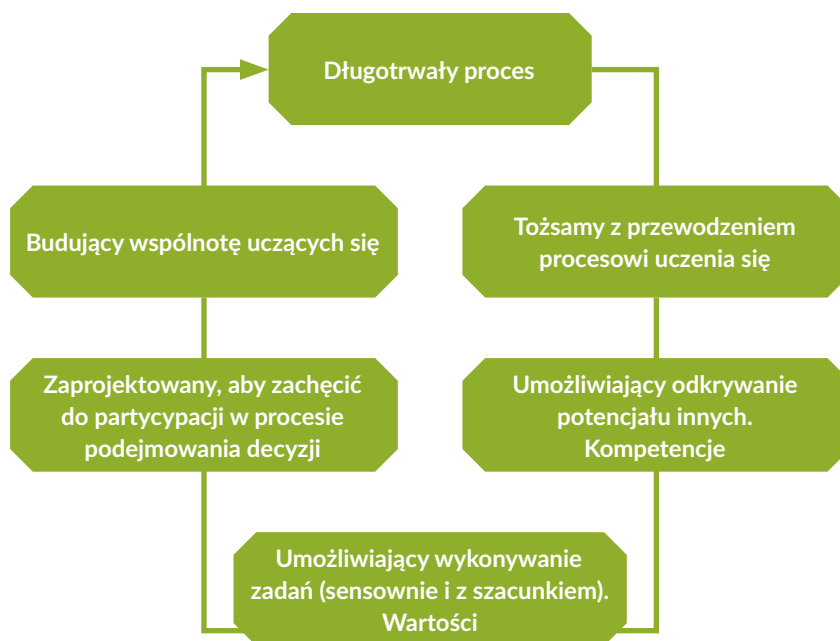 Długotrwały proces
Tożsamy z przewodzeniem
procesowi uczenia się
Umożliwiający odkrywanie
potencjału innych.
Kompetencje
Umożliwiający wykonywanie
zadań (sensownie i z szacunkiem).
Wartości
Zaprojektowany, aby zachęcić
do partycypacji w procesie
podejmowania decyzji
Budujący wspólnotę uczących się